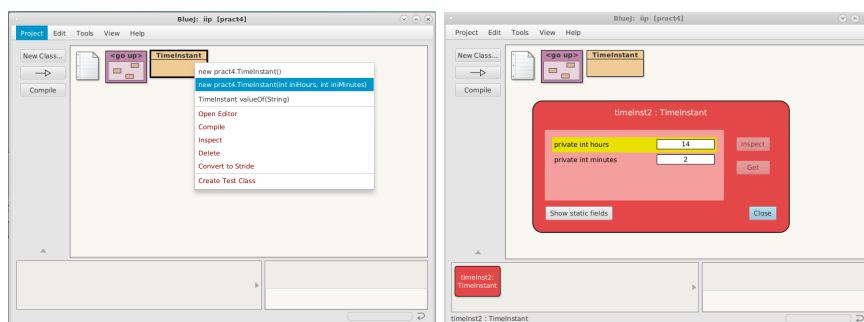 BlueJ: iip [pract4]
Project Edit Tools View Help
New Class...
Compile
<go up>
TimeInstant
new pract4.TimeInstant()
new pract4.TimeInstant(int iniHours, int iniMinutes)
TimeInstant valueOf(String)
Open Editor
Compile
Inspect
Delete
Convert to Stride
Create Test Class
BlueJ: iip [pract4]
Project Edit Tools View Help
New Class...
Compile
<go up>
TimeInstant
timeInst2 : TimeInstant
private int hours 14
private int minutes 2
Inspect
Get
Show static fields
Close
timeInst2:
TimeInstant
timeInst2 : TimeInstant